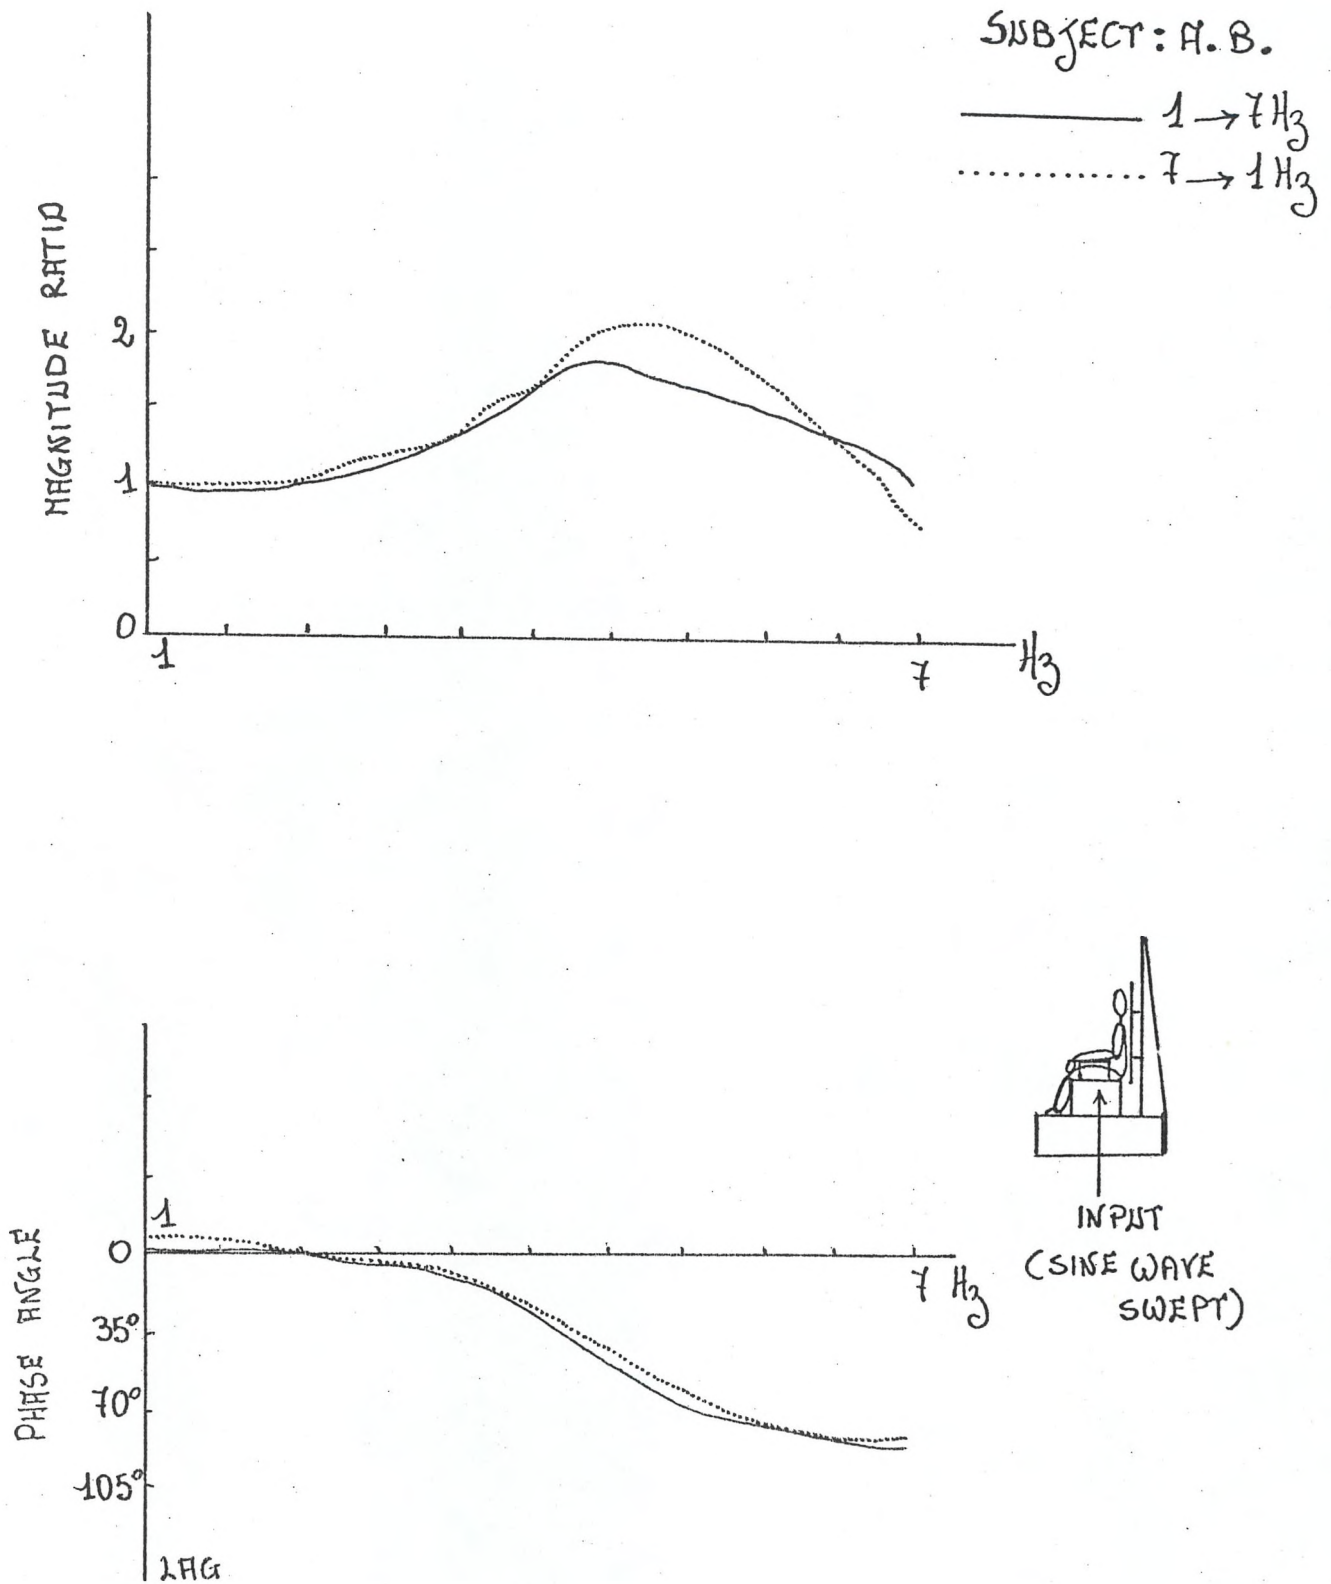 SUBJECT: A.B.
1 → 7 Hz
7 → 1 Hz
MAGNITUDE RATIO
2
1
0
1
7
Hz
1
PHASE ANGLE
0
35°
70°
105°
LAG
7 Hz
INPUT
(SINE WAVE
SWEPT)